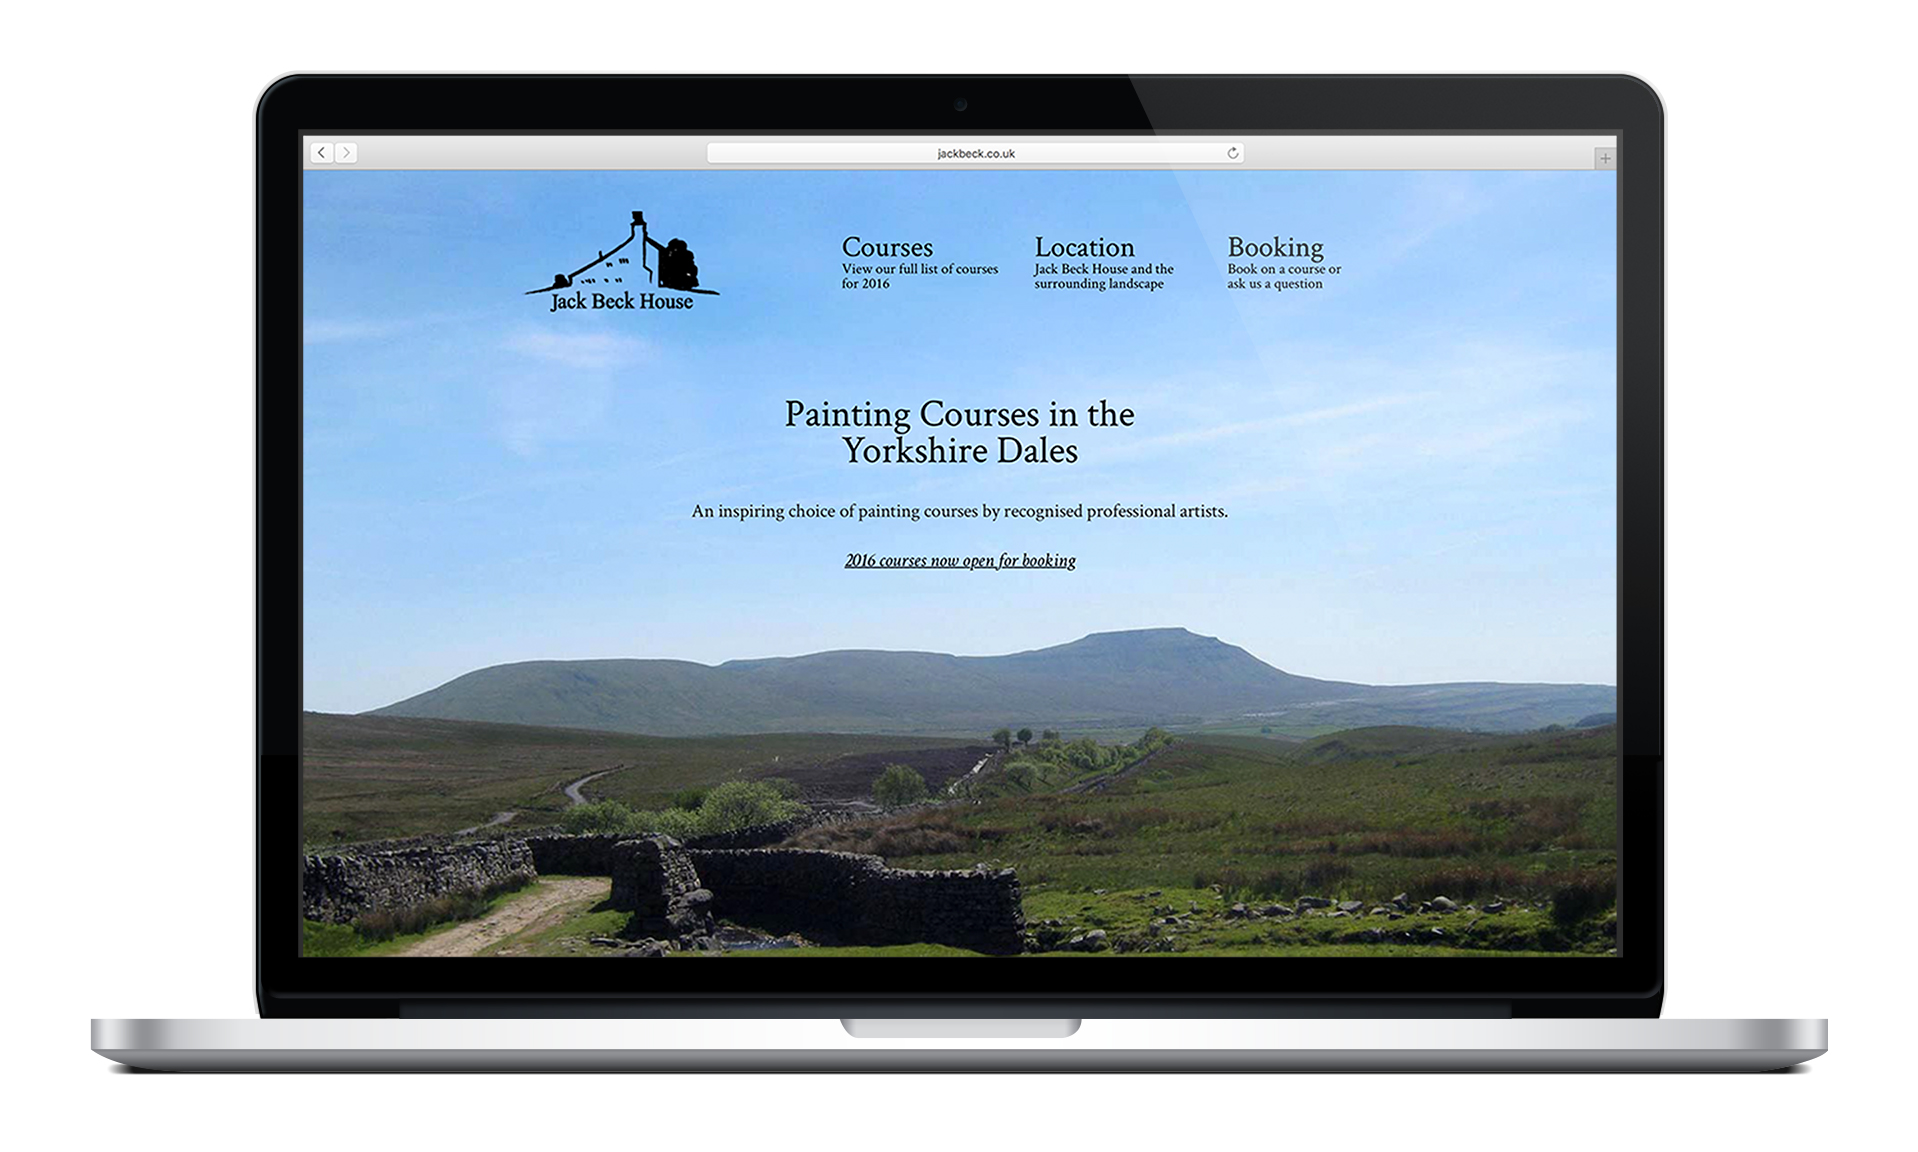 jackbeck.co.uk
Jack Beck House
Courses
View our full list of courses
for 2016
Location
Jack Beck House and the
surrounding landscape
Booking
Book on a course or
ask us a question
Painting Courses in the
Yorkshire Dales
An inspiring choice of painting courses by recognised professional artists.
2016 courses now open for booking